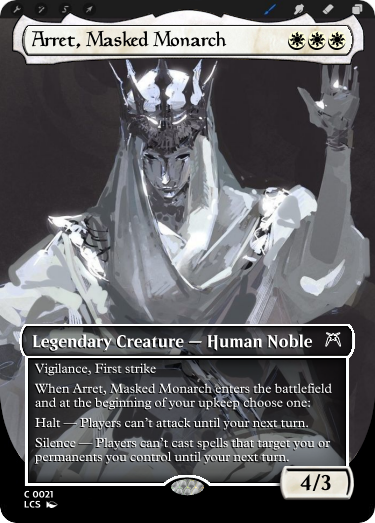 Arret, Masked Monarch
Legendary Creature — Human Noble
Vigilance, First strike
When Arret, Masked Monarch enters the battlefield
and at the beginning of your upkeep choose one:
Halt — Players can't attack until your next turn.
Silence — Players can't cast spells that target you or
permanents you control until your next turn.
4/3
C 0021
LCS